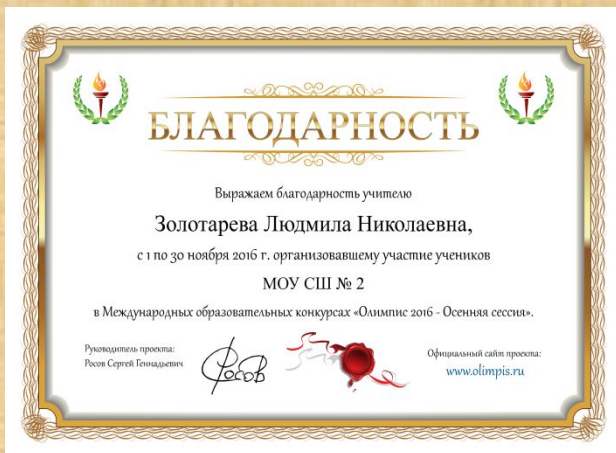 БЛАГОДАРНОСТЬ
Выражаем благодарность учителю
Золотарева Людмила Николаевна,
с 1 по 30 ноября 2016 г. организовавшему участие учеников
МОУ СШ № 2
в Международных образовательных конкурсах «Олимпис 2016 - Осенняя сессия».
Руководитель проекта:
Росов Сергей Геннадьевич
Росов
Официальный сайт проекта:
www.olimpis.ru